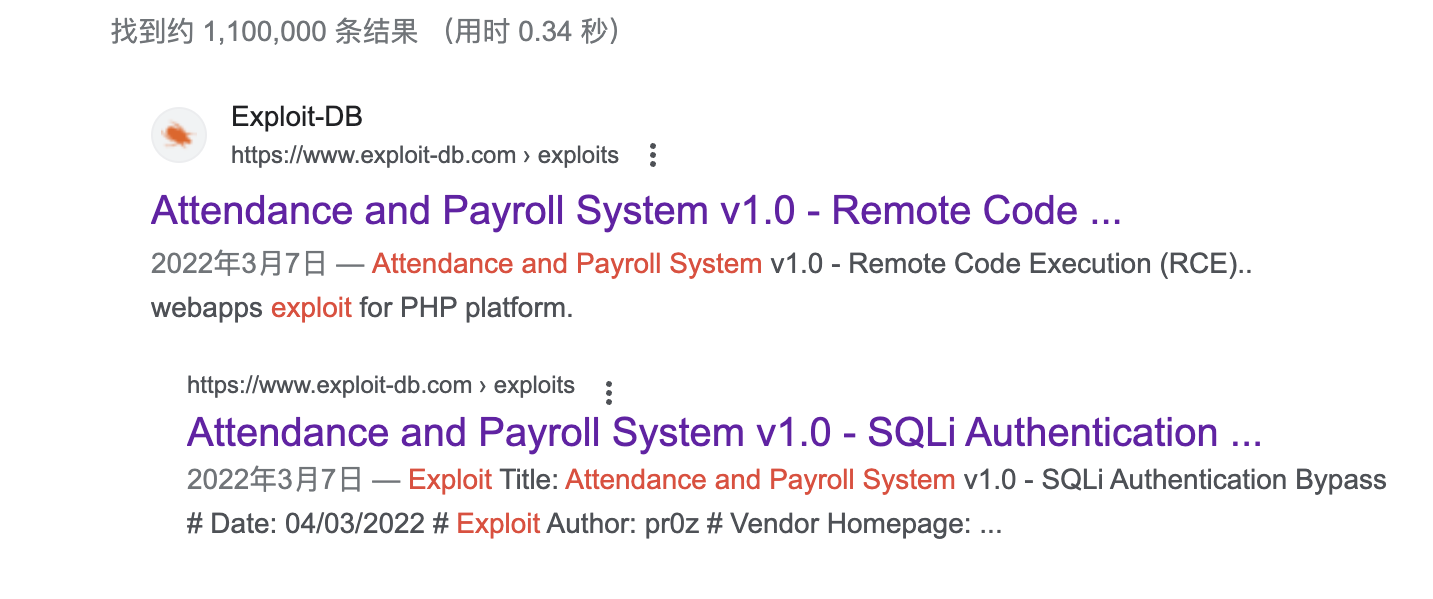 找到约 1,100,000 条结果 （用时 0.34 秒）
Exploit-DB
https://www.exploit-db.com › exploits
Attendance and Payroll System v1.0 - Remote Code ...
2022年3月7日 — Attendance and Payroll System v1.0 - Remote Code Execution (RCE)..
webapps exploit for PHP platform.
https://www.exploit-db.com › exploits
Attendance and Payroll System v1.0 - SQLi Authentication ...
2022年3月7日 — Exploit Title: Attendance and Payroll System v1.0 - SQLi Authentication Bypass
# Date: 04/03/2022 # Exploit Author: pr0z # Vendor Homepage: ...